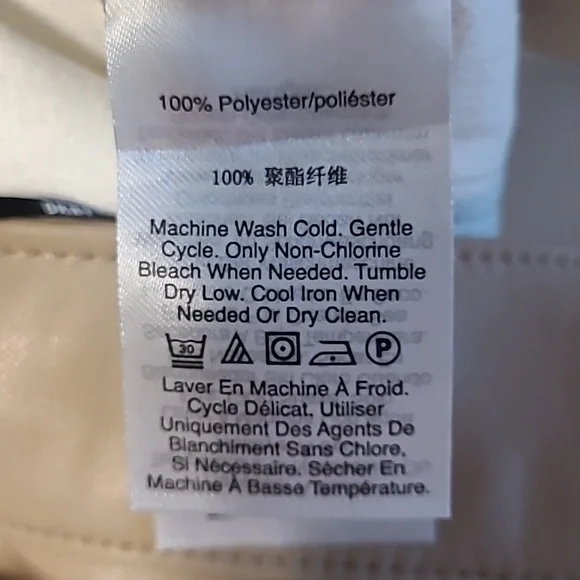 100% Polyester/poliéster
100% 聚酯纤维
Machine Wash Cold. Gentle
Cycle. Only Non-Chlorine
Bleach When Needed. Tumble
Dry Low. Cool Iron When
Needed Or Dry Clean.
30 P
Laver En Machine À Froid.
Cycle Délicat. Utiliser
Uniquement Des Agents De
Blanchiment Sans Chlore,
Si Nécessaire. Sécher En
Machine À Basse Température.